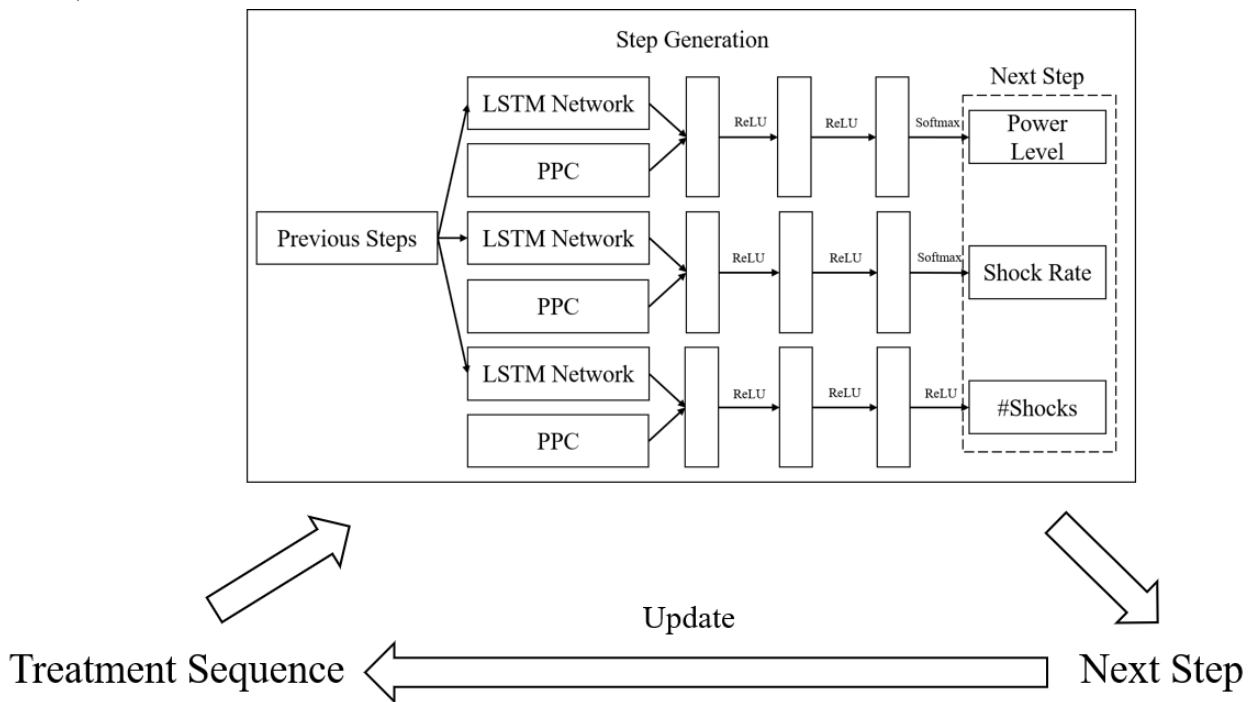 Step Generation
Next Step
LSTM Network
PPC
ReLU
ReLU
Softmax
Power
Level
Previous Steps
LSTM Network
PPC
ReLU
ReLU
Softmax
Shock Rate
LSTM Network
PPC
ReLU
ReLU
ReLU
#Shocks
Update
Treatment Sequence
Next Step